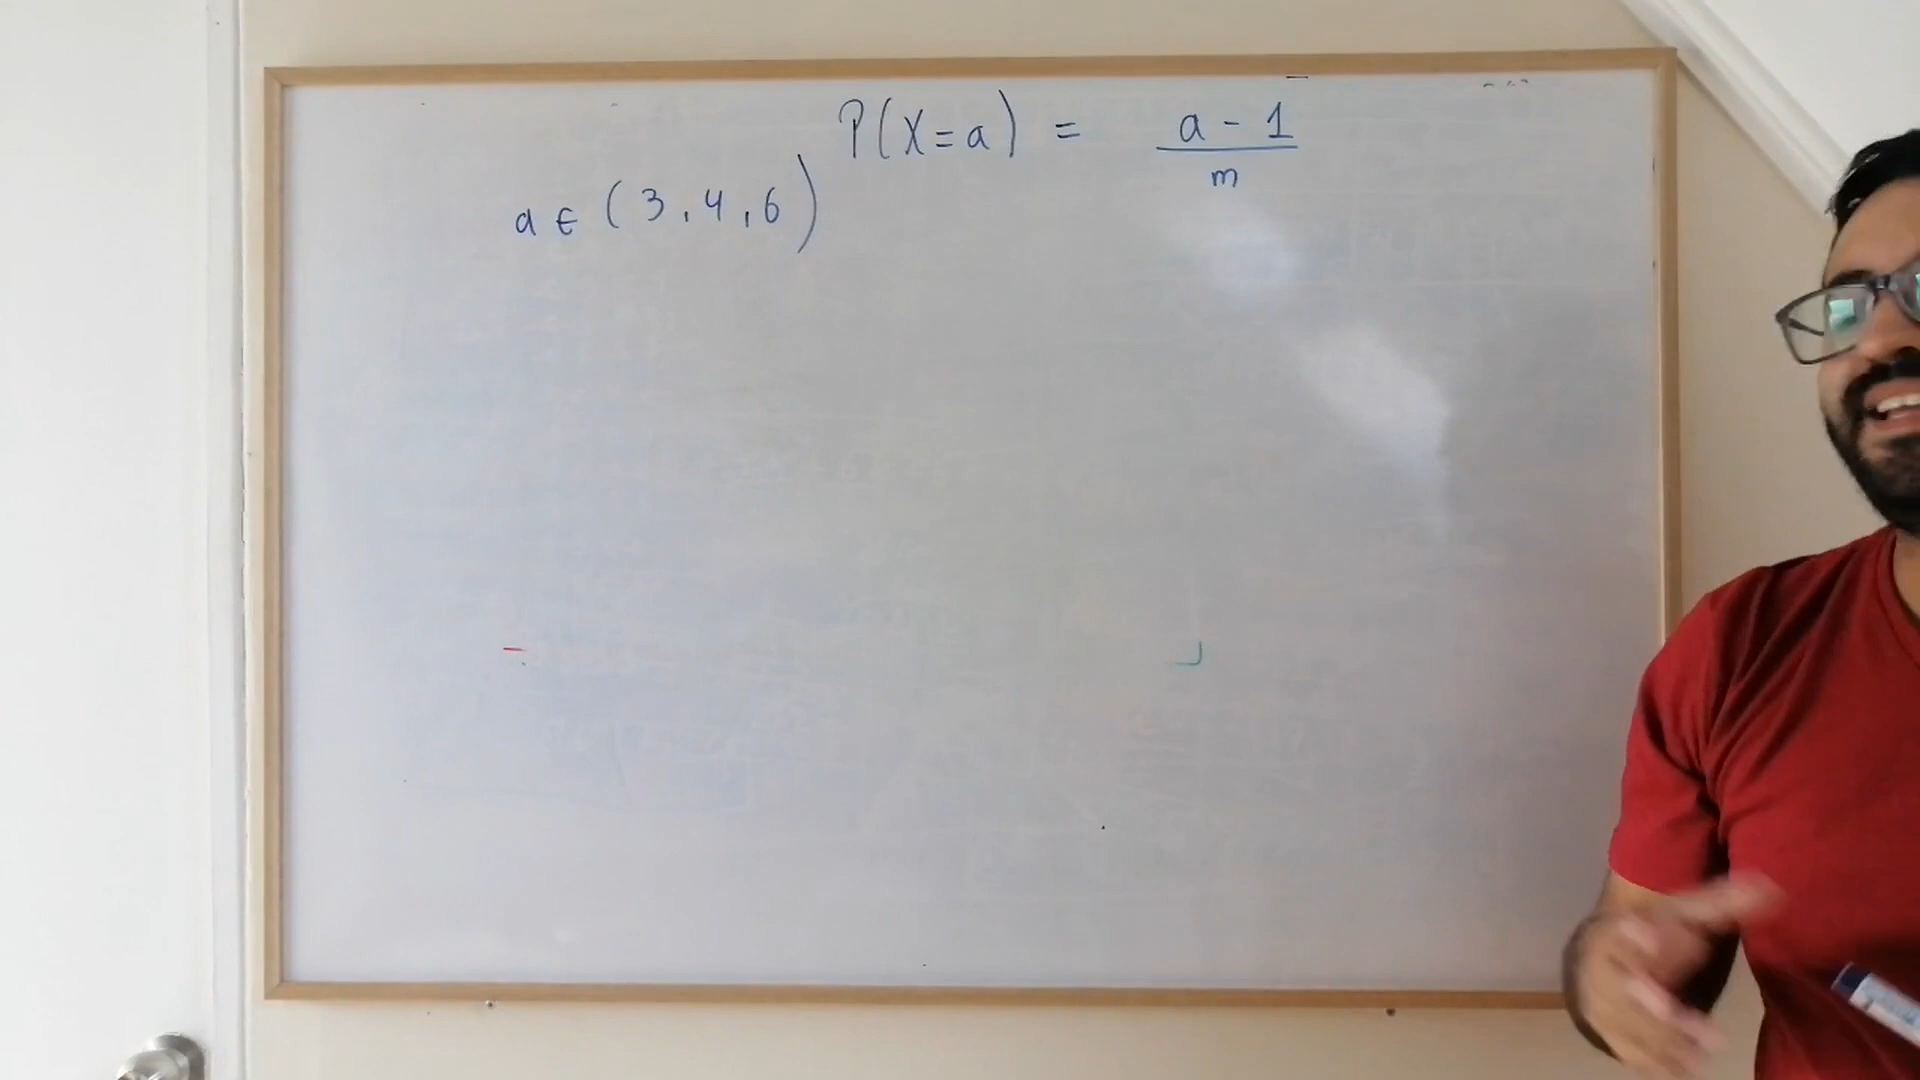 P(X=a) = a - 1 / m
a ∈ (3,4,6)